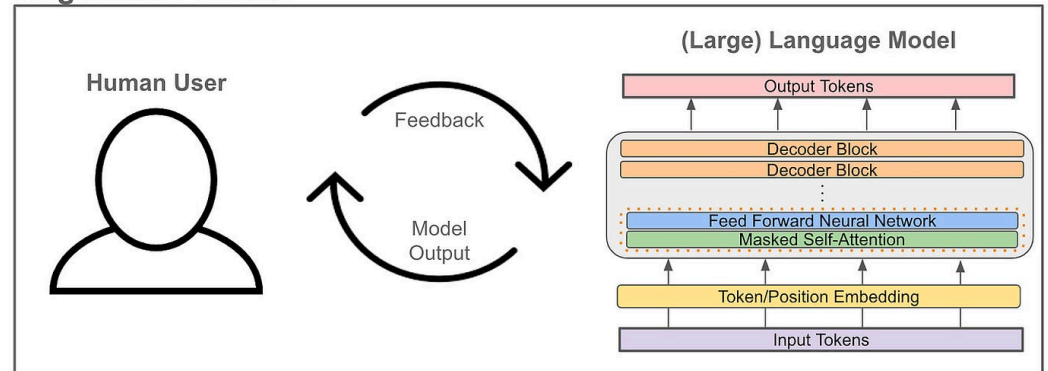 Human User
Feedback
Model
Output
(Large) Language Model
Output Tokens
Decoder Block
Decoder Block
⋮
Feed Forward Neural Network
Masked Self-Attention
Token/Position Embedding
Input Tokens